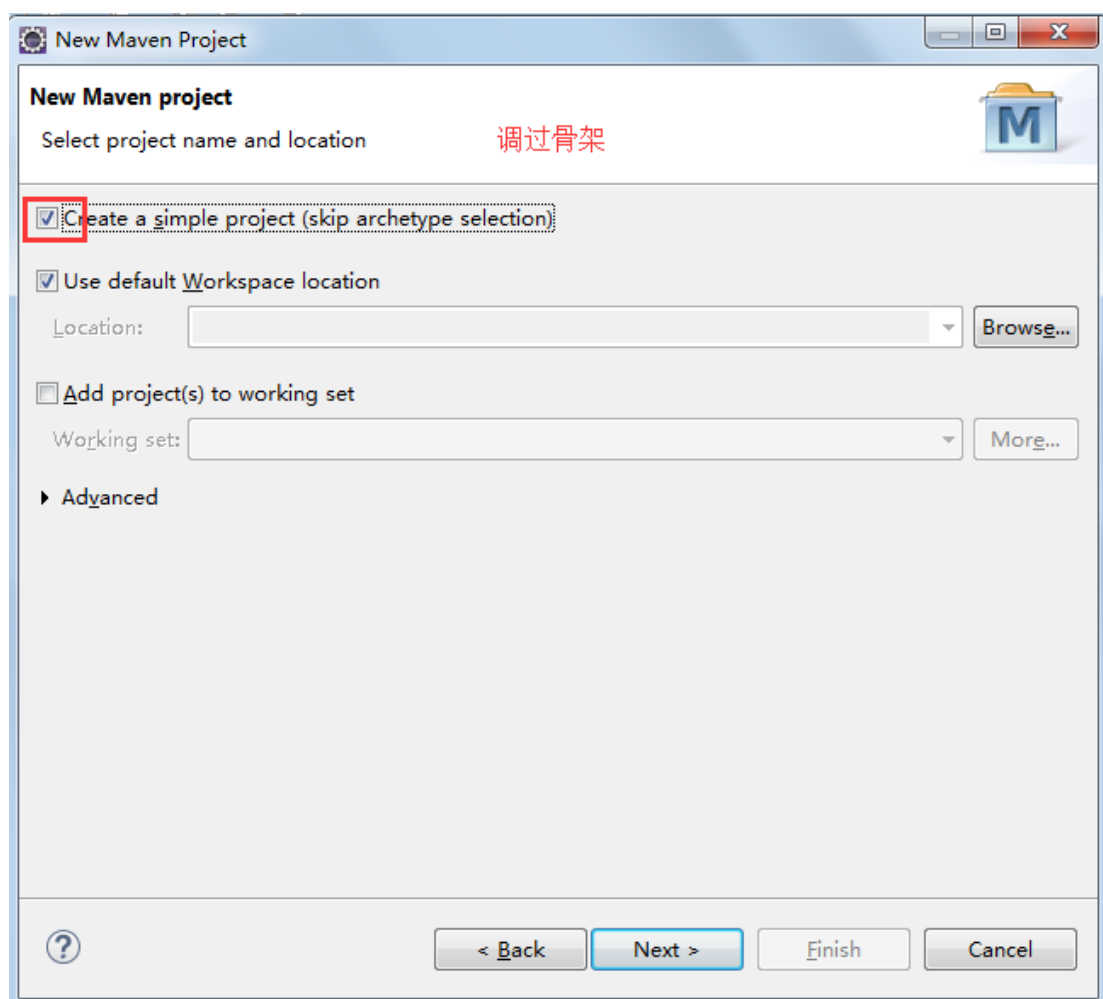 New Maven Project
New Maven project
Select project name and location
调过骨架
M
Create a simple project (skip archetype selection)
Use default Workspace location
Location:
Browse...
Add project(s) to working set
Working set:
More...
Advanced
?
< Back
Next >
Finish
Cancel